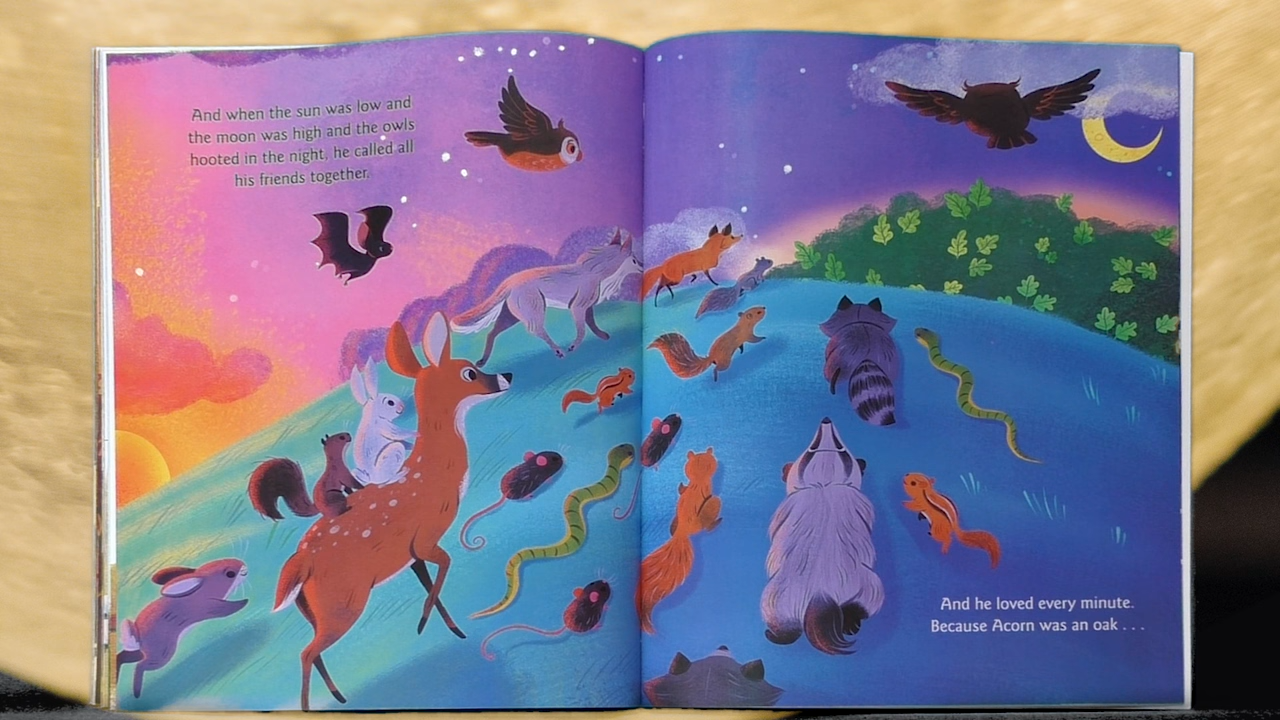 And when the sun was low and
the moon was high and the owls
hooted in the night, he called all
his friends together.
And he loved every minute.
Because Acorn was an oak . . .